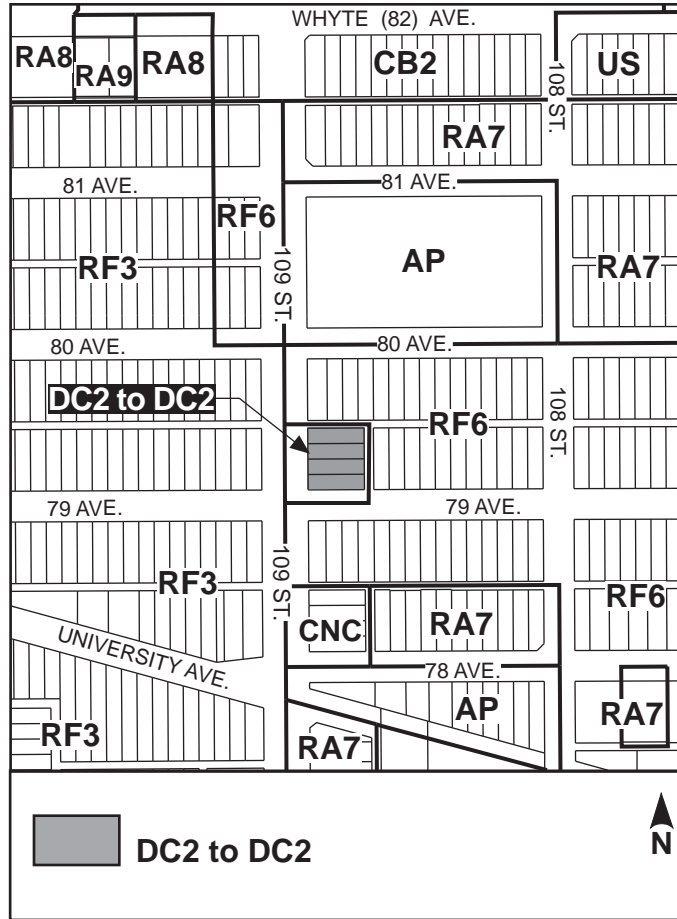 WHYTE (82) AVE.
RA8
RA9
RA8
CB2
108 ST.
US
RA7
81 AVE.
81 AVE.
RF6
RF3
109 ST.
AP
RA7
80 AVE.
80 AVE.
DC2 to DC2
RF6
108 ST.
79 AVE.
79 AVE.
109 ST.
RF3
CNC
RA7
RF6
UNIVERSITY AVE.
78 AVE.
RF3
RA7
AP
RA7
DC2 to DC2
N